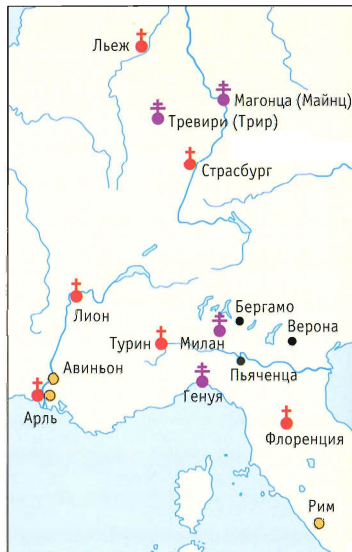 Льеж
Магонца (Майнц)
Тревири (Трир)
Страсбург
Лион
Бергамо
Верона
Турин
Милан
Пьяченца
Авиньон
Генуя
Арль
Флоренция
Рим